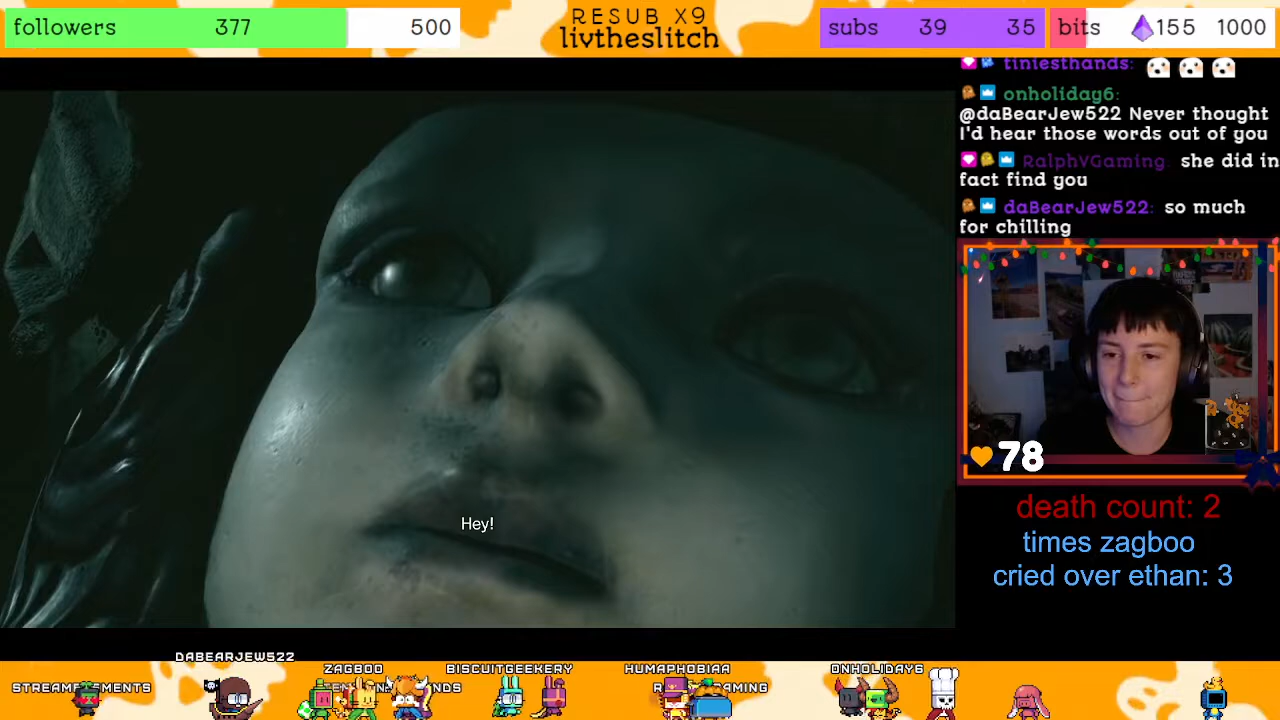 followers 377 500
RESUB X9
livtheslitch
subs 39 35
bits 155 1000
tiniesthands:
onholiday6:
@daBearJew522 Never thought
I'd hear those words out of you
RalphVGaming: she did in
fact find you
daBearJew522: so much
for chilling
78
Hey!
death count: 2
times zagboo
cried over ethan: 3
DABEARJEW522
ZAGBOO
BISCUITGEEKERY
HUMAPHOBIAA
ONHOLIDAY6